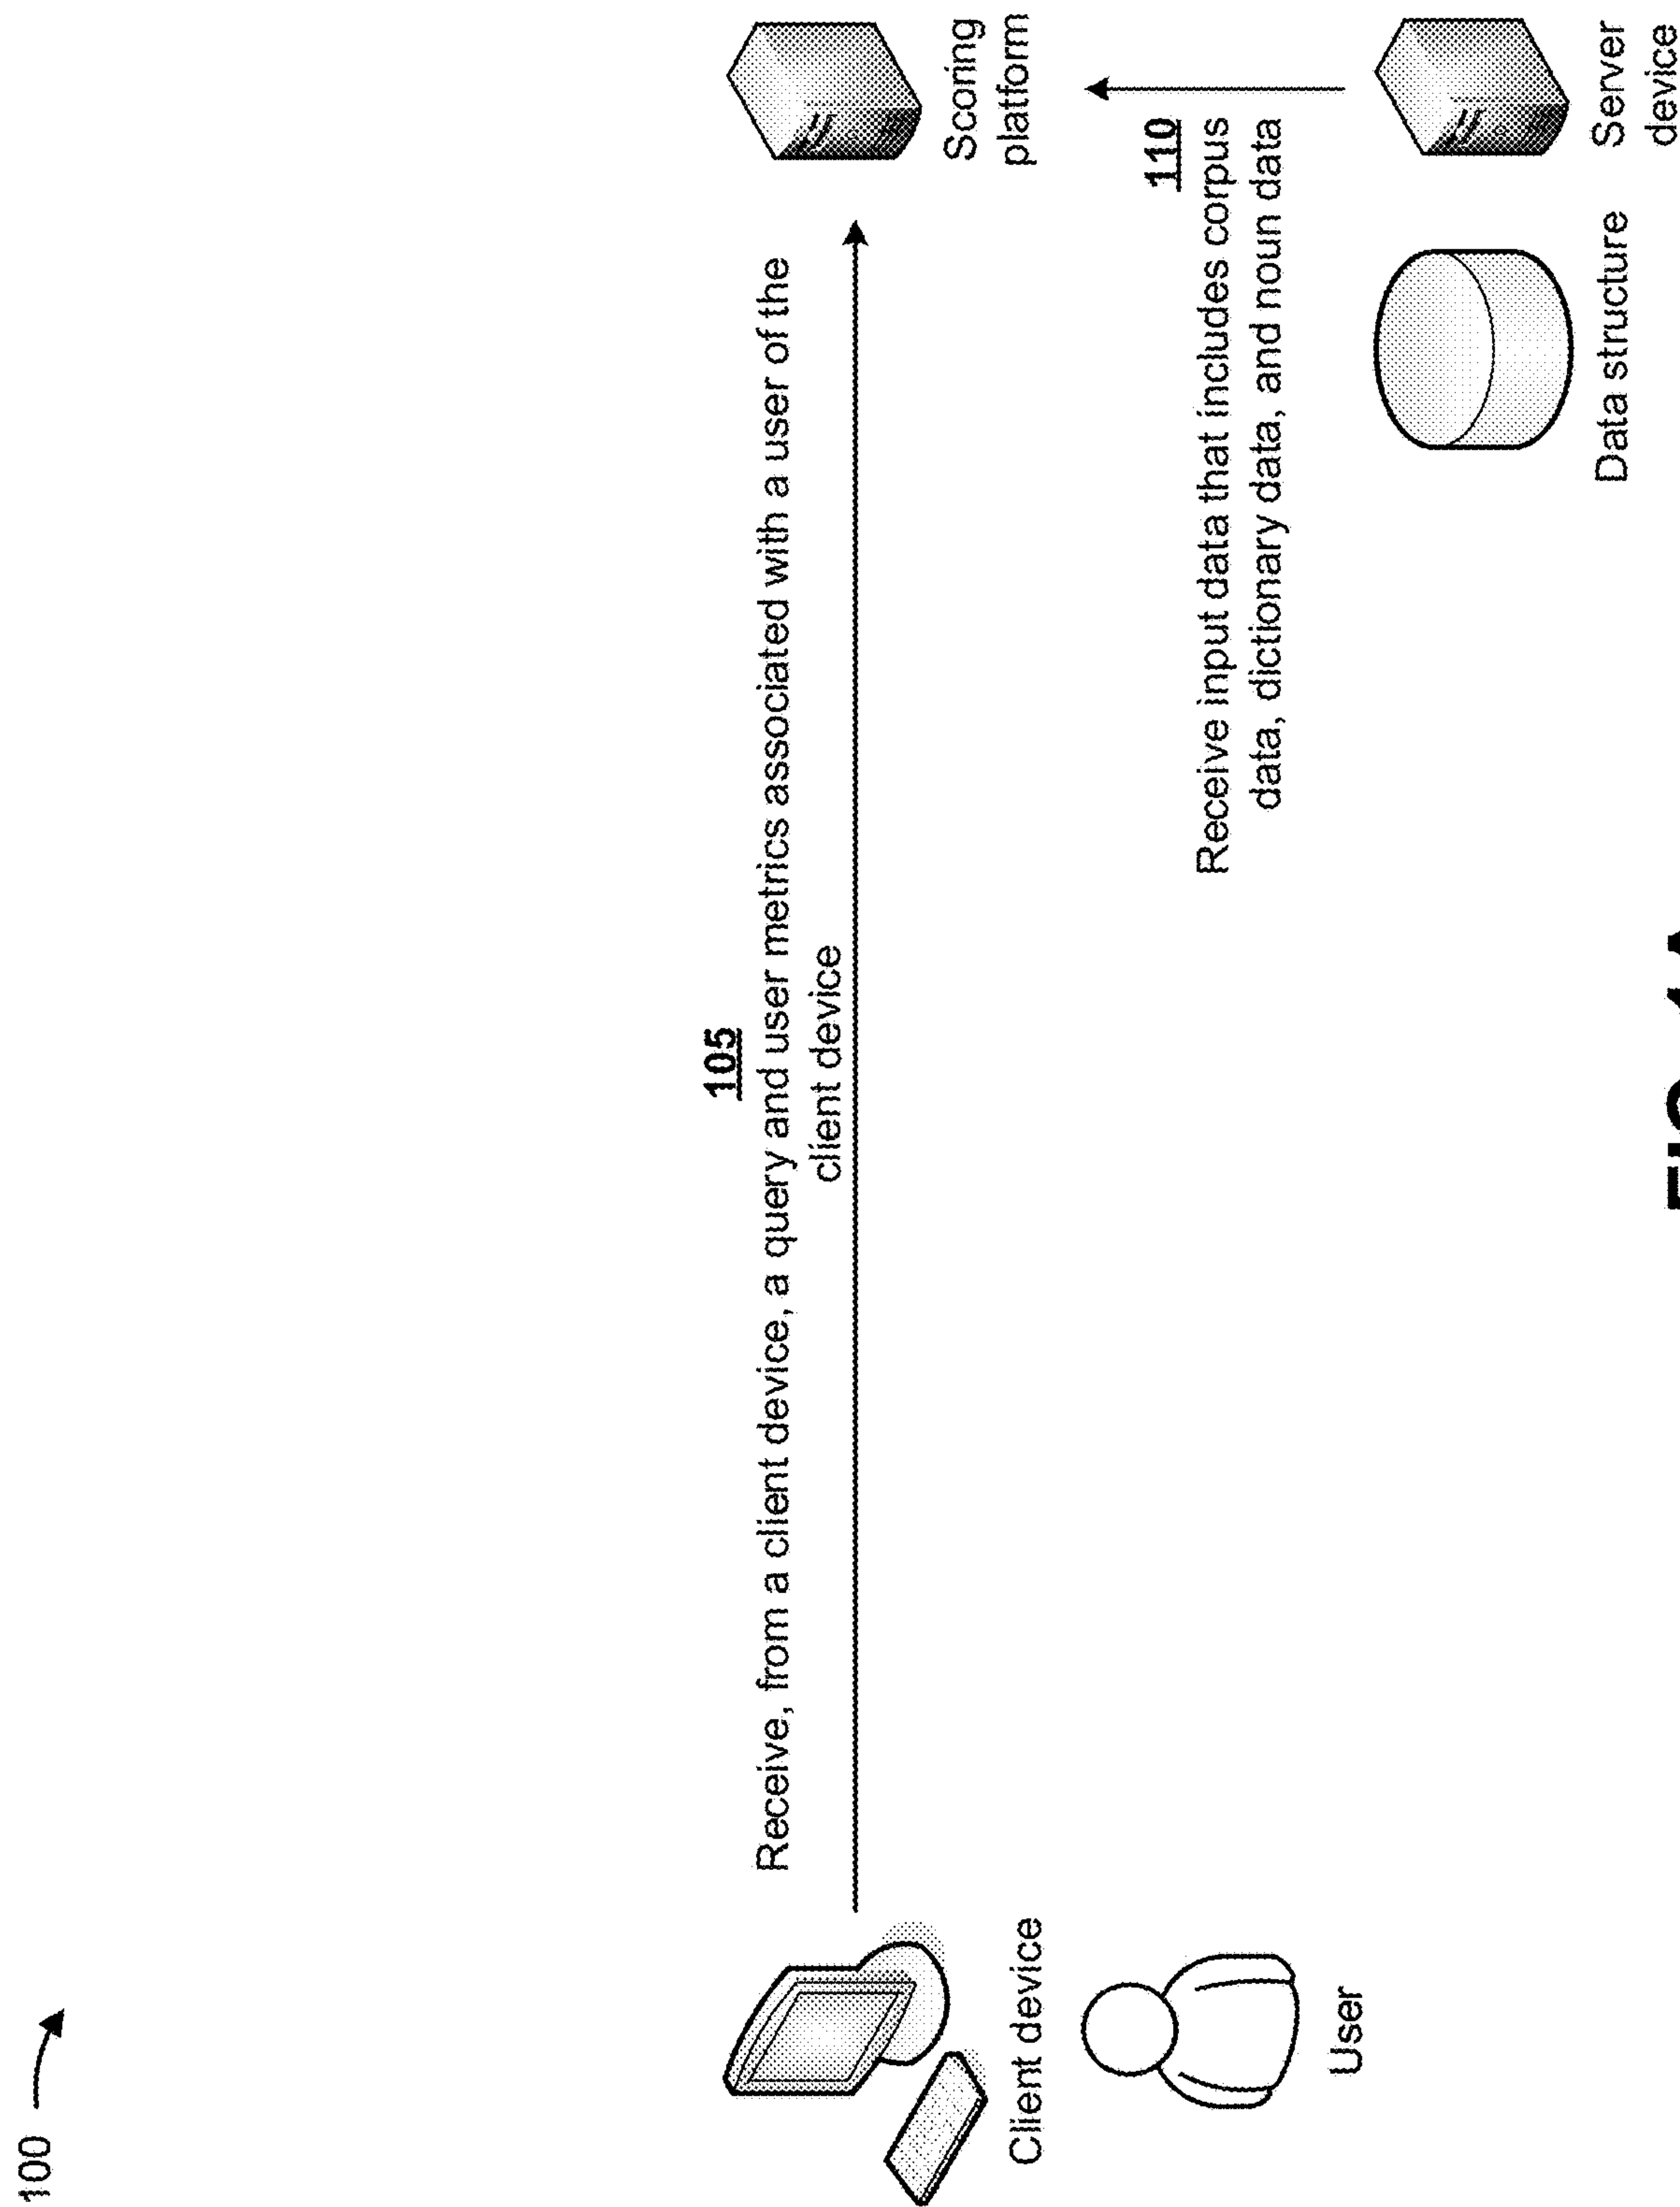 100
105
Receive, from a client device, a query and user metrics associated with a user of the
client device
Scoring
platform
Client device
User
110
Receive input data that includes corpus
data, dictionary data, and noun data
Data structure
Server
device